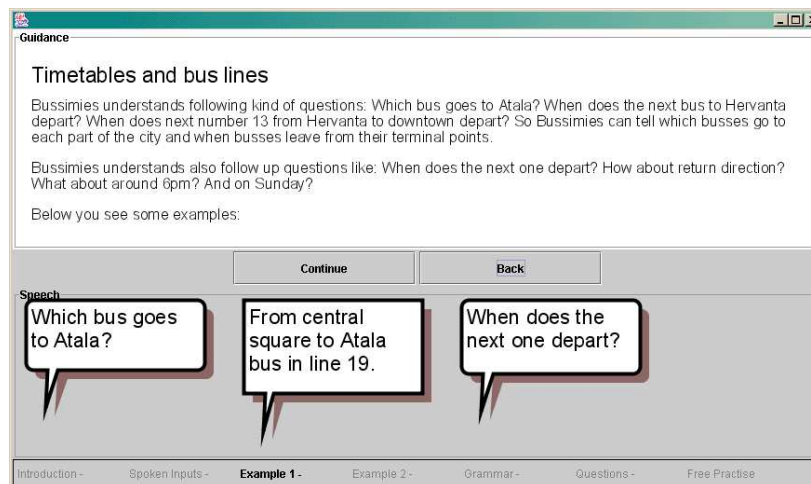 Guidance
Timetables and bus lines
Bussimies understands following kind of questions: Which bus goes to Atala? When does the next bus to Hervanta
depart? When does next number 13 from Hervanta to downtown depart? So Bussimies can tell which busses go to
each part of the city and when busses leave from their terminal points.
Bussimies understands also follow up questions like: When does the next one depart? How about return direction?
What about around 6pm? And on Sunday?
Below you see some examples:
Continue
Back
Speech
Which bus goes
to Atala?
From central
square to Atala
bus in line 19.
When does the
next one depart?
Introduction - Spoken Inputs - Example 1 - Example 2 - Grammar - Questions - Free Practise